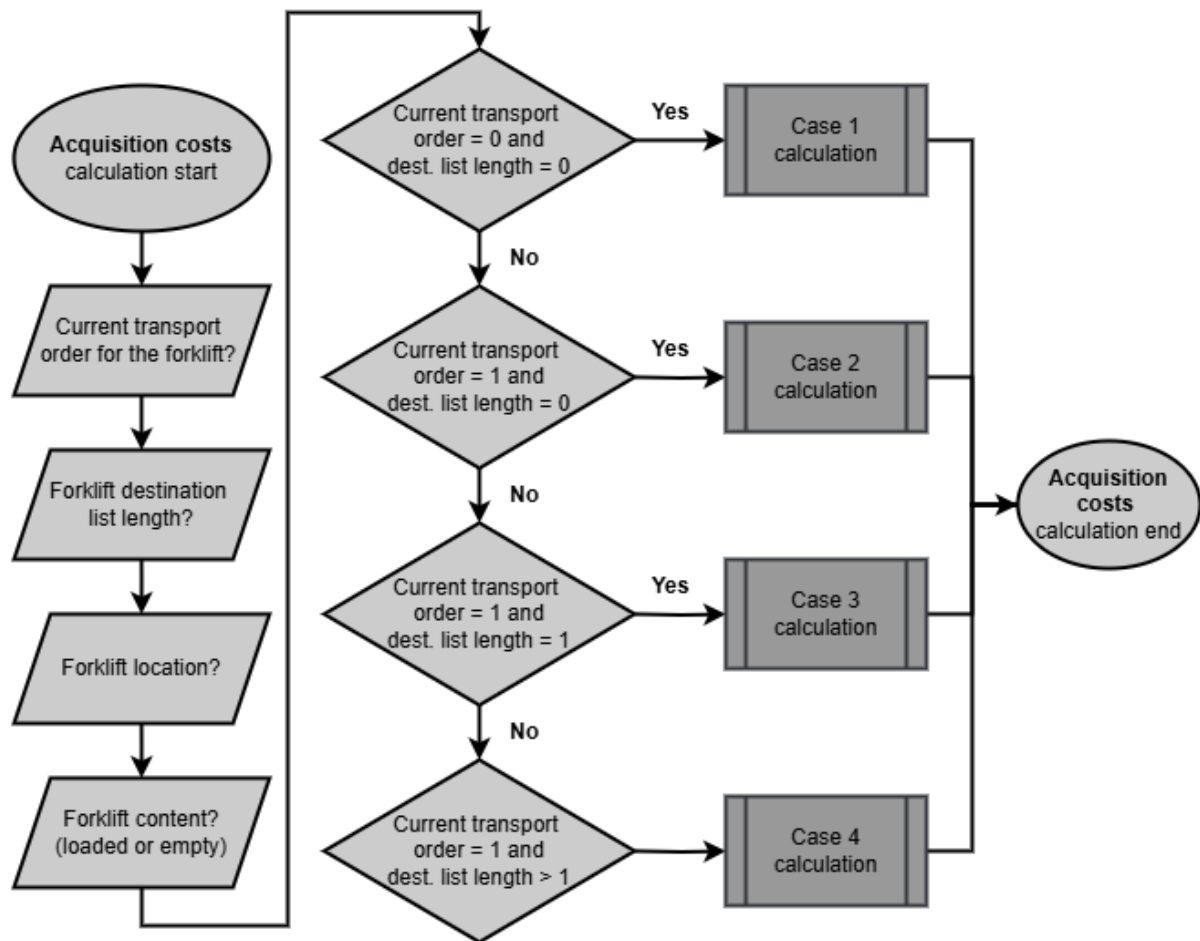 Acquisition costs
calculation start
Current transport
order for the forklift?
Forklift destination
list length?
Forklift location?
Forklift content?
(loaded or empty)
Current transport
order = 0 and
dest. list length = 0
Yes
Case 1
calculation
No
Current transport
order = 1 and
dest. list length = 0
Yes
Case 2
calculation
No
Current transport
order = 1 and
dest. list length = 1
Yes
Case 3
calculation
No
Current transport
order = 1 and
dest. list length > 1
Case 4
calculation
Acquisition
costs
calculation end